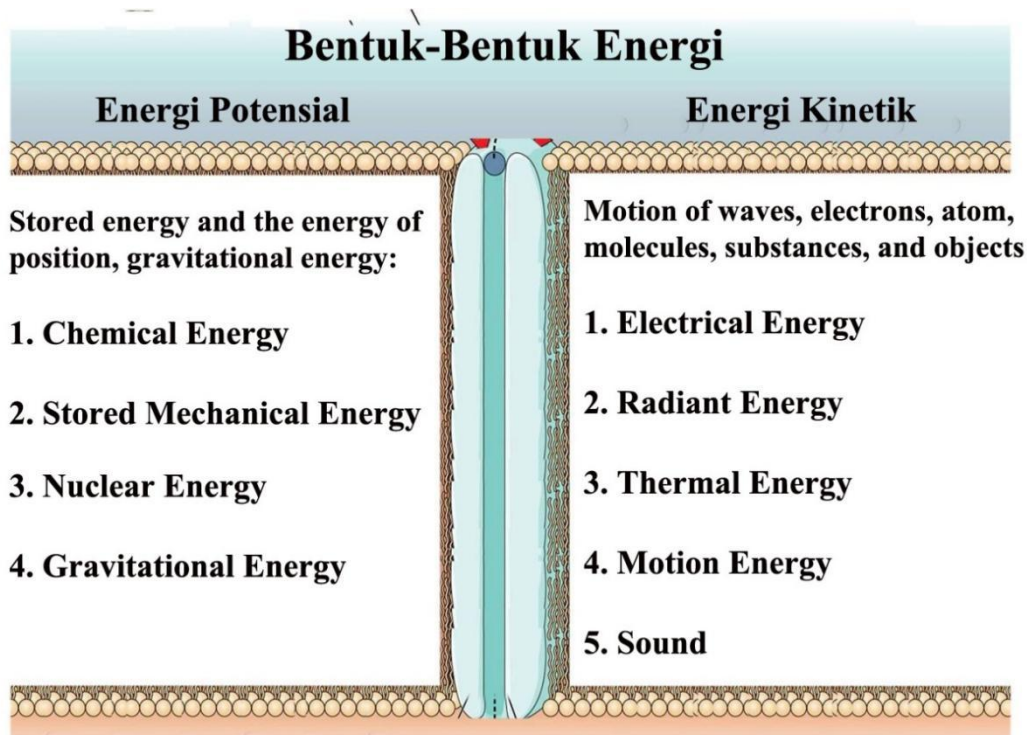 Bentuk-Bentuk Energi
Energi Potensial
Energi Kinetik
Stored energy and the energy of
position, gravitational energy:
1. Chemical Energy
2. Stored Mechanical Energy
3. Nuclear Energy
4. Gravitational Energy
Motion of waves, electrons, atom,
molecules, substances, and objects
1. Electrical Energy
2. Radiant Energy
3. Thermal Energy
4. Motion Energy
5. Sound